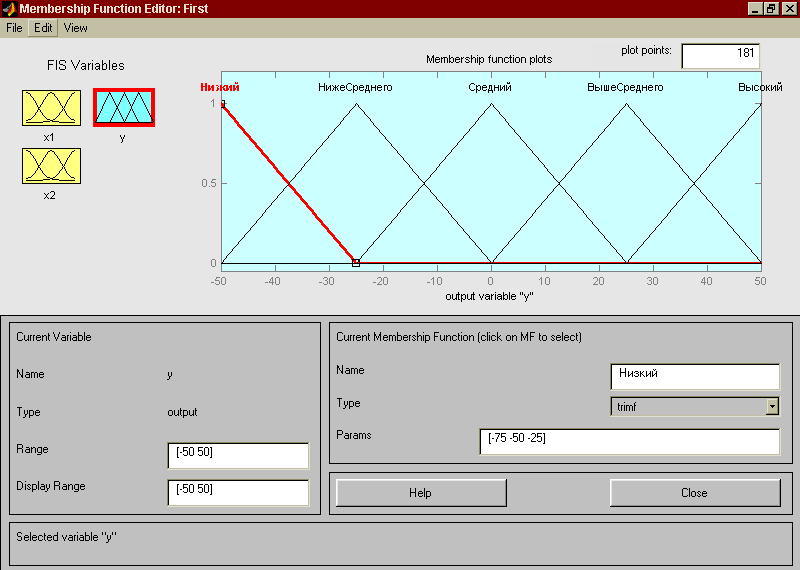 Membership Function Editor: First
File Edit View
FIS Variables
Membership function plots
plot points: 181
Низкий НижеСреднего Средний ВышеСреднего Высокий
x1
y
x2
1
0.5
0
-50 -40 -30 -20 -10 0 10 20 30 40 50
output variable "y"
Current Variable
Name y
Type output
Range [-50 50]
Display Range [-50 50]
Current Membership Function (click on MF to select)
Name Низкий
Type trimf
Params [-75 -50 -25]
Help Close
Selected variable "y"